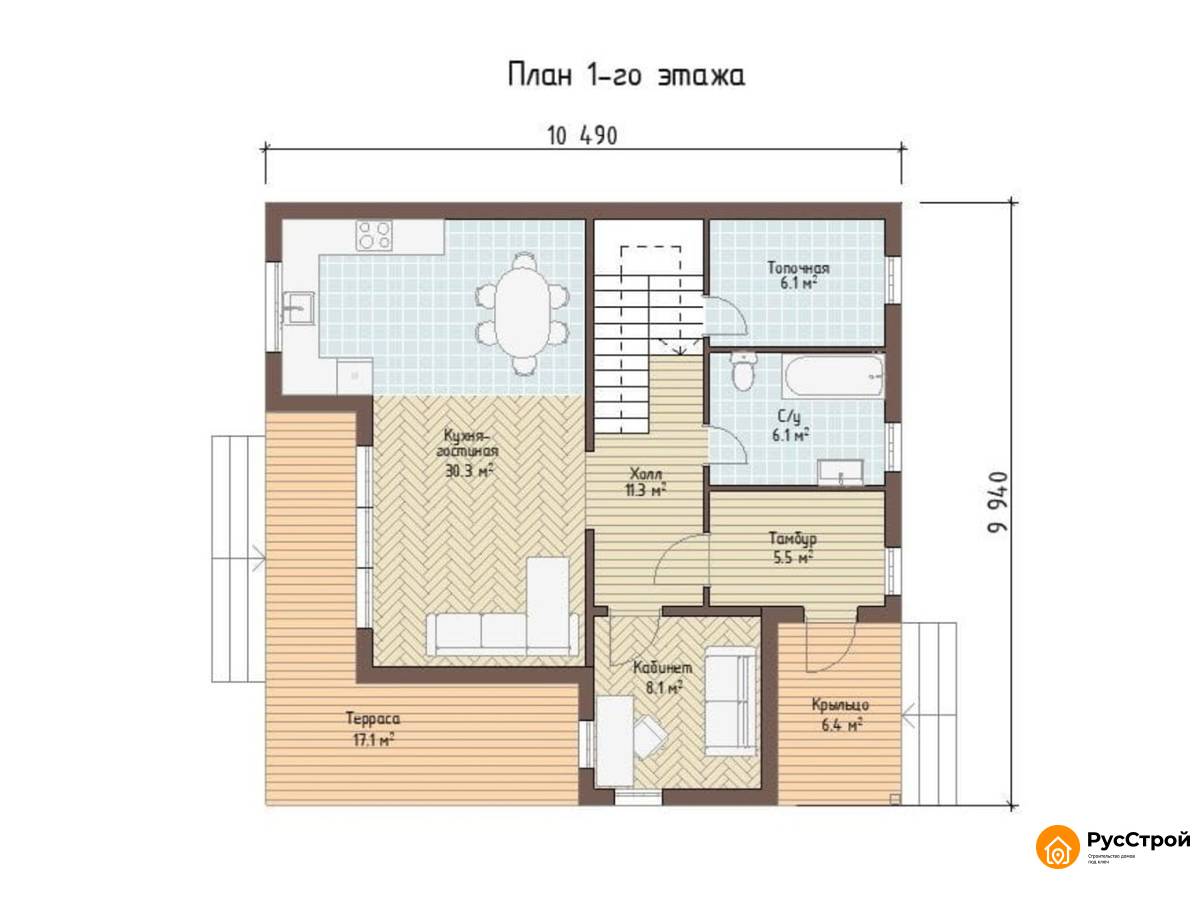 План 1-го этажа
10 490
Топочная
6.1 м²
С/у
6.1 м²
Кухня-
гостиная
30.3 м²
Холл
11.3 м²
9 940
Тамбур
5.5 м²
Кабинет
8.1 м²
Крыльцо
6.4 м²
Терраса
17.1 м²
РусСтрой
Строительство домов
под ключ